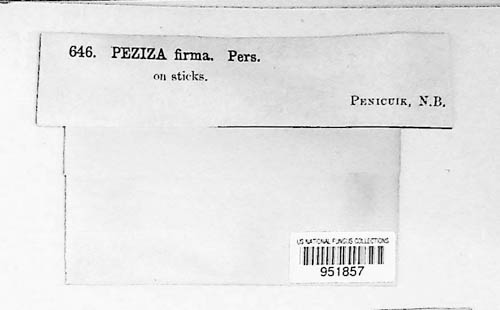 646. PEZIZA firma. Pers.
on sticks.
PENICUIK, N.B.
US NATIONAL FUNGUS COLLECTIONS
951857